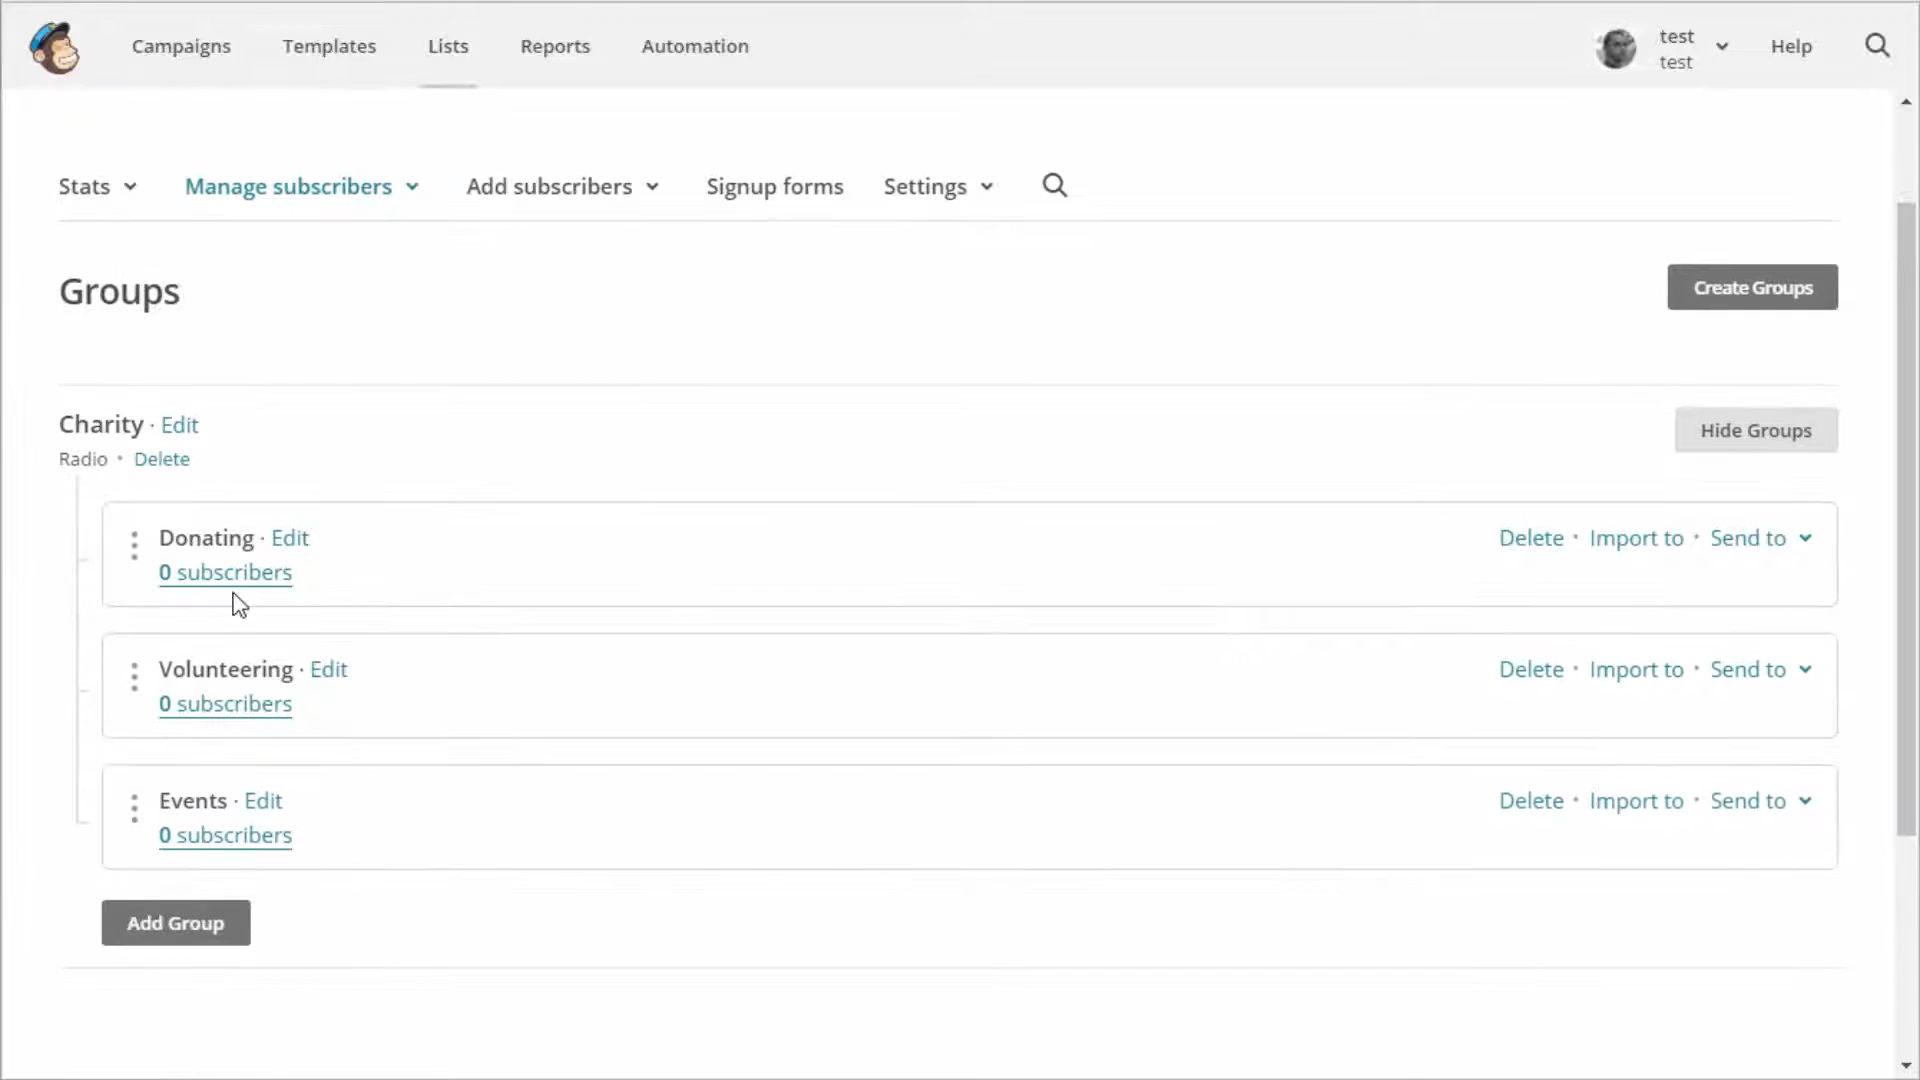 Campaigns Templates Lists Reports Automation test test Help
Stats Manage subscribers Add subscribers Signup forms Settings
Groups Create Groups
Charity · Edit Hide Groups
Radio • Delete
Donating · Edit Delete • Import to • Send to
0 subscribers
Volunteering · Edit Delete • Import to • Send to
0 subscribers
Events · Edit Delete • Import to • Send to
0 subscribers
Add Group